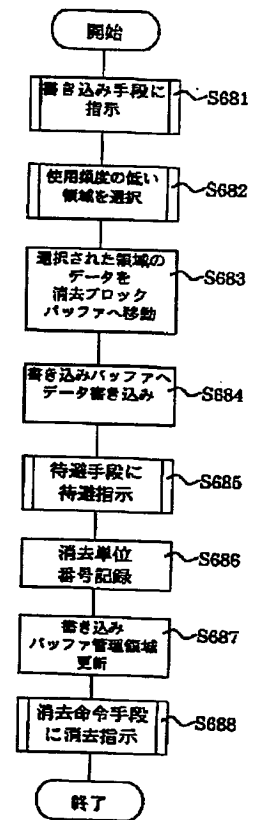 開始
書き込み手段に
指示
S681
使用頻度の低い
領域を選択
S682
選択された領域の
データを
消去ブロック
バッファへ移動
S683
書き込みバッファへ
データ書き込み
S684
待避手段に
待避指示
S685
消去単位
番号記録
S686
書き込み
バッファ管理領域
更新
S687
消去命令手段
に消去指示
S688
終了